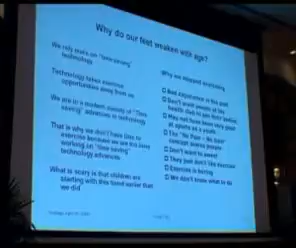 Why do our feet weaken with age?
We rely more on "time saving"
technology
Technology takes exercise
opportunities away from us
We are in a modern society of "Time
saving" advances in technology
That is why we don't have time to
exercise because we are too busy
working on "time saving"
technology advances
What is scary is that children are
starting with this trend earlier than
we did
Why we stopped exercising
Bad experience in the past
Don't want people at the
health club to see their bodies
May not have been very good
at sports as a youth
The "No Pain - No Gain"
concept scares people
Don't want to sweat
They just don't like exercise
Exercise is boring
We don't know what to do